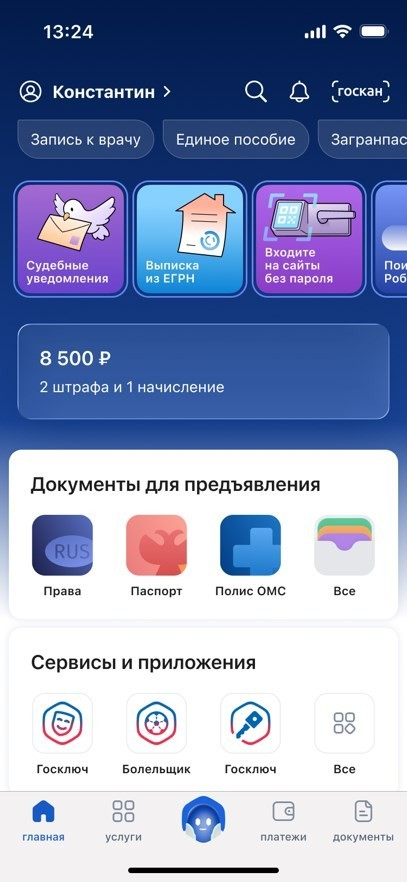 13:24
Константин
госкан
Запись к врачу
Единое пособие
Загранпас
Судебные
уведомления
Выписка
из ЕГРН
Входите
на сайты
без пароля
Пои
Роб
8 500 ₽
2 штрафа и 1 начисление
Документы для предъявления
RUS
Права
Паспорт
Полис ОМС
Все
Сервисы и приложения
Госключ
Болельщик
Госключ
Все
главная
услуги
платежи
документы